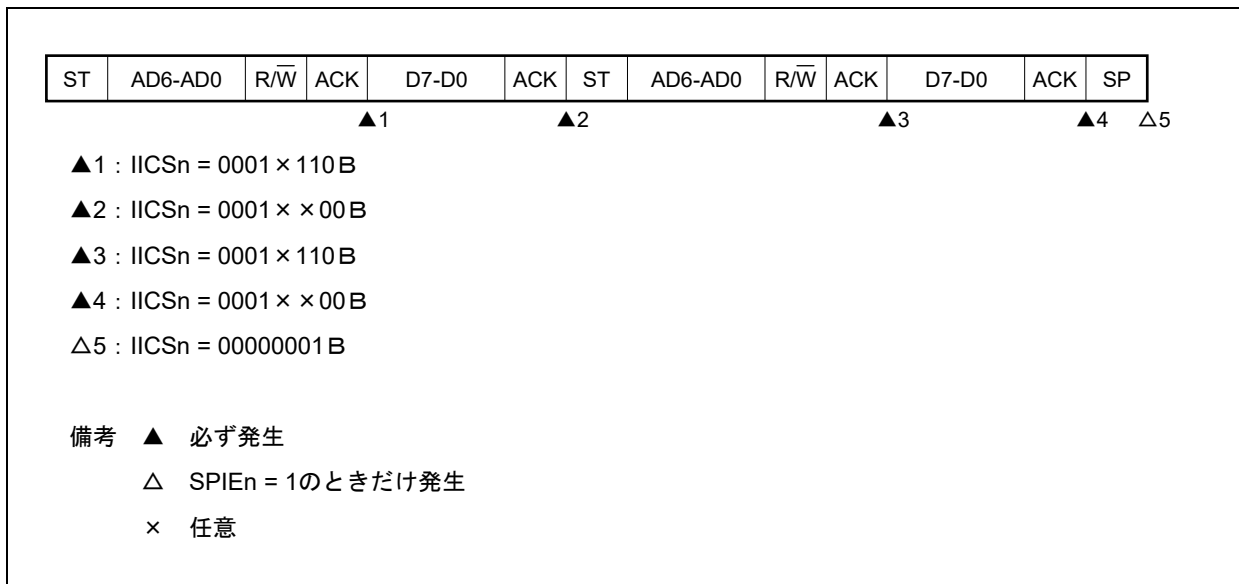 ST AD6-AD0 R/W̅ ACK D7-D0 ACK ST AD6-AD0 R/W̅ ACK D7-D0 ACK SP
▲1 ▲2 ▲3 ▲4 △5
▲1：IICSn = 0001×110B
▲2：IICSn = 0001××00B
▲3：IICSn = 0001×110B
▲4：IICSn = 0001××00B
△5：IICSn = 00000001B
備考 ▲ 必ず発生
△ SPIEn = 1のときだけ発生
× 任意